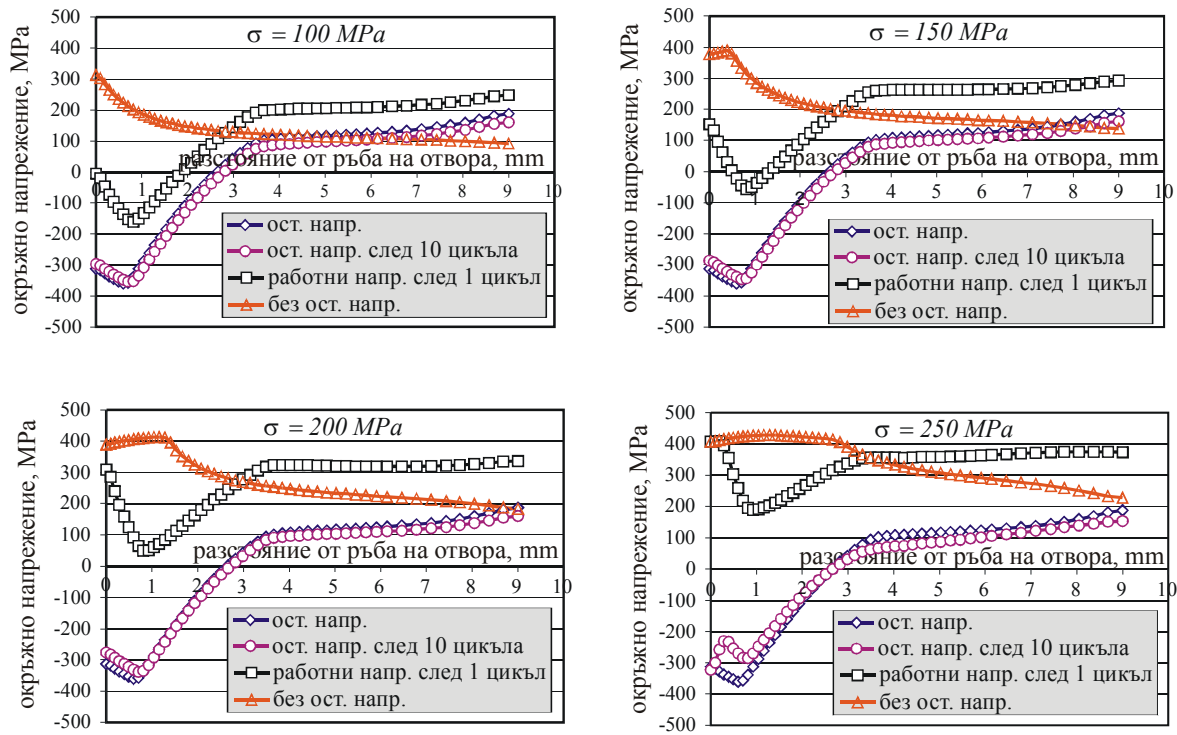 σ = 100 MPa
окръжно напрежение, MPa
500
400
300
200
100
0
-100
-200
-300
-400
-500
разстояние от ръба на отвора, mm
0 1 2 3 4 5 6 7 8 9 10
ост. напр.
ост. напр. след 10 цикъла
работни напр. след 1 цикъл
без ост. напр.
σ = 150 MPa
окръжно напрежение, MPa
500
400
300
200
100
0
-100
-200
-300
-400
-500
разстояние от ръба на отвора, mm
0 1 2 3 4 5 6 7 8 9 10
ост. напр.
ост. напр. след 10 цикъла
работни напр. след 1 цикъл
без ост. напр.
σ = 200 MPa
окръжно напрежение, MPa
500
400
300
200
100
0
-100
-200
-300
-400
-500
разстояние от ръба на отвора, mm
0 1 2 3 4 5 6 7 8 9 10
ост. напр.
ост. напр. след 10 цикъла
работни напр. след 1 цикъл
без ост. напр.
σ = 250 MPa
окръжно напрежение, MPa
500
400
300
200
100
0
-100
-200
-300
-400
-500
разстояние от ръба на отвора, mm
0 1 2 3 4 5 6 7 8 9 10
ост. напр.
ост. напр. след 10 цикъла
работни напр. след 1 цикъл
без ост. напр.